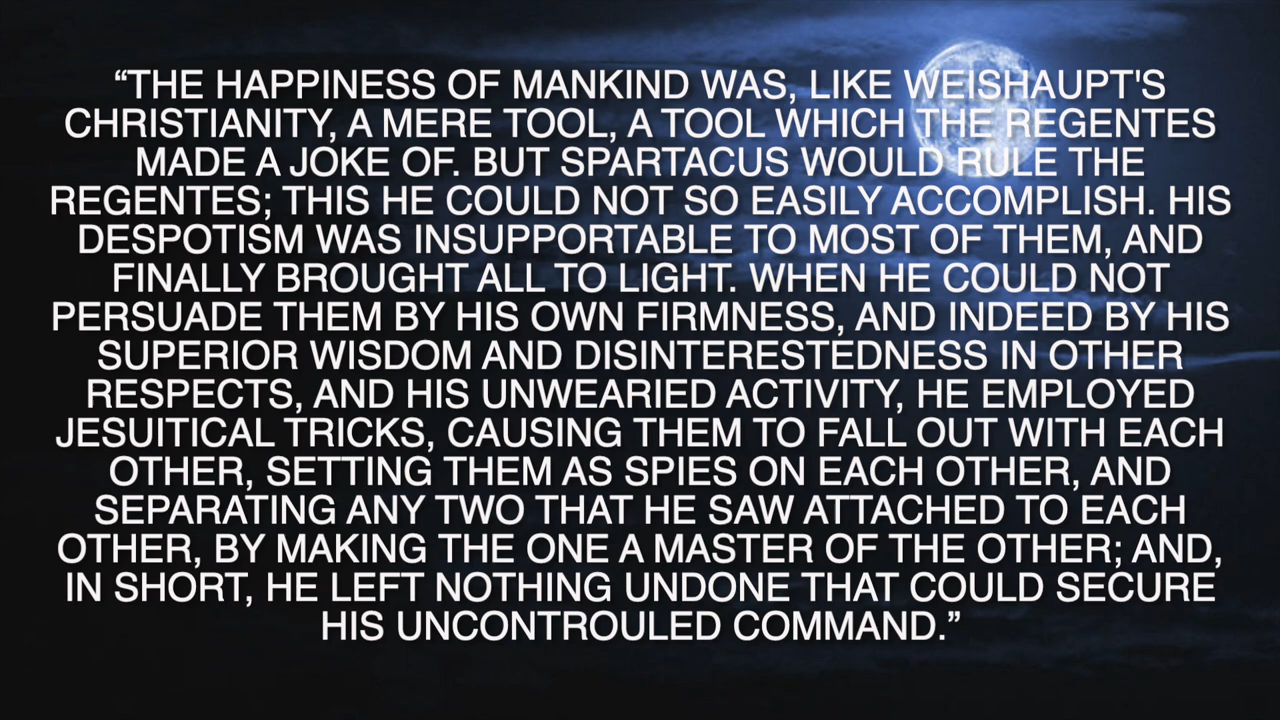 “THE HAPPINESS OF MANKIND WAS, LIKE WEISHAUPT'S
CHRISTIANITY, A MERE TOOL, A TOOL WHICH THE REGENTES
MADE A JOKE OF. BUT SPARTACUS WOULD RULE THE
REGENTES; THIS HE COULD NOT SO EASILY ACCOMPLISH. HIS
DESPOTISM WAS INSUPPORTABLE TO MOST OF THEM, AND
FINALLY BROUGHT ALL TO LIGHT. WHEN HE COULD NOT
PERSUADE THEM BY HIS OWN FIRMNESS, AND INDEED BY HIS
SUPERIOR WISDOM AND DISINTERESTEDNESS IN OTHER
RESPECTS, AND HIS UNWEARIED ACTIVITY, HE EMPLOYED
JESUITICAL TRICKS, CAUSING THEM TO FALL OUT WITH EACH
OTHER, SETTING THEM AS SPIES ON EACH OTHER, AND
SEPARATING ANY TWO THAT HE SAW ATTACHED TO EACH
OTHER, BY MAKING THE ONE A MASTER OF THE OTHER; AND,
IN SHORT, HE LEFT NOTHING UNDONE THAT COULD SECURE
HIS UNCONTROULED COMMAND.”